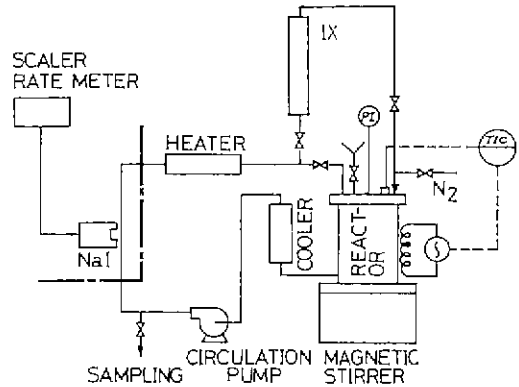 IX
SCALER
RATE METER
HEATER
PI
TIC
N2
COOLER
REACT-
OR
NaI
SAMPLING
CIRCULATION
PUMP
MAGNETIC
STIRRER